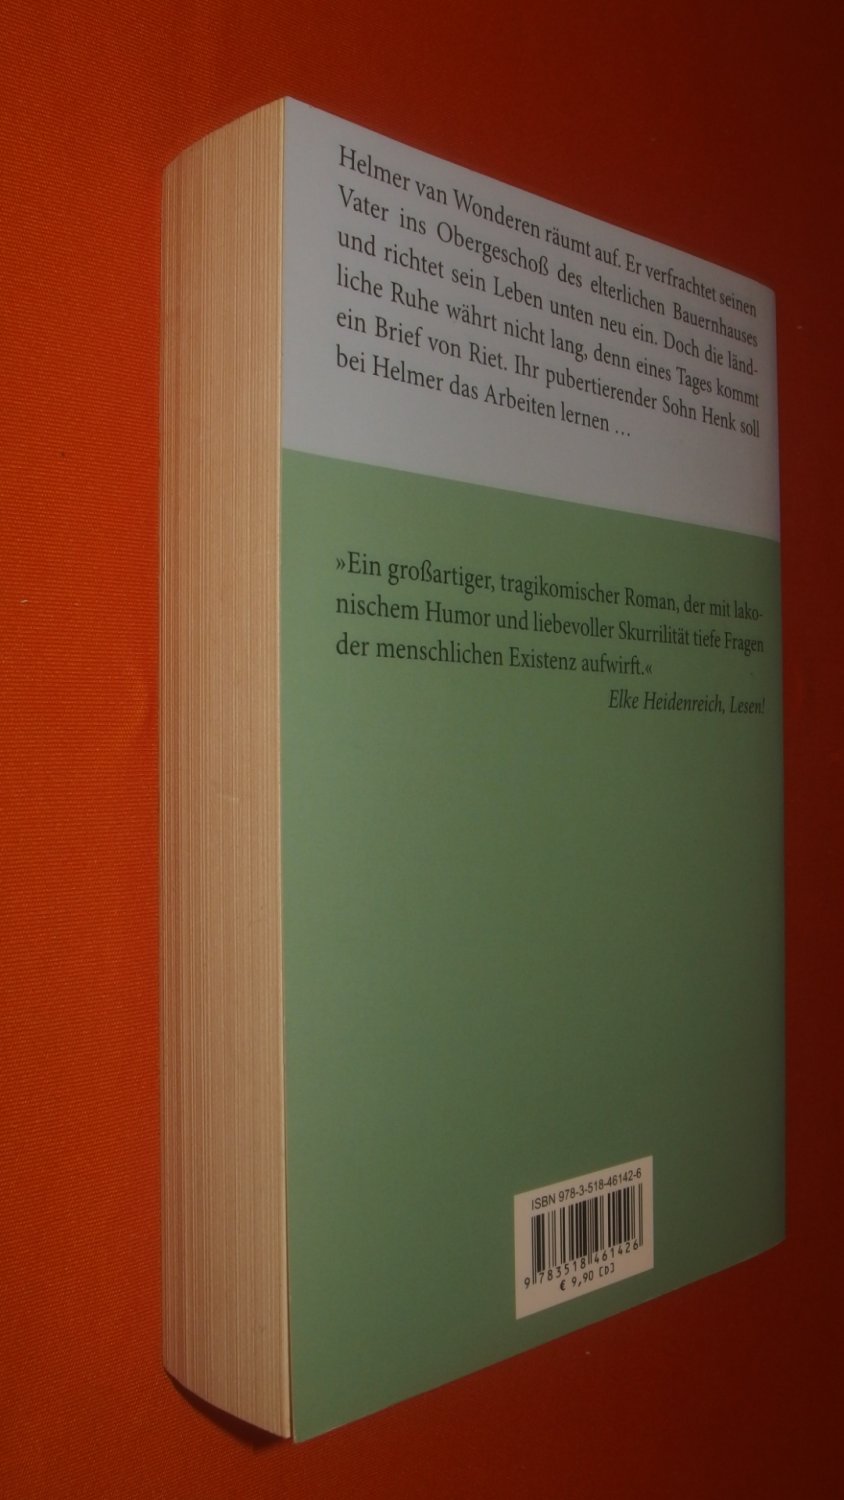 Helmer van Wonderen räumt auf. Er verfrachtet seinen
Vater ins Obergeschoß des elterlichen Bauernhauses
und richtet sein Leben unten neu ein. Doch die länd-
liche Ruhe währt nicht lang, denn eines Tages kommt
ein Brief von Riet. Ihr pubertierender Sohn Henk soll
bei Helmer das Arbeiten lernen …
»Ein großartiger, tragikomischer Roman, der mit lako-
nischem Humor und liebevoller Skurrilität tiefe Fragen
der menschlichen Existenz aufwirft.«
Elke Heidenreich, Lesen!
ISBN 978-3-518-46142-6
9 783518 461426
€ 9,90 [D]